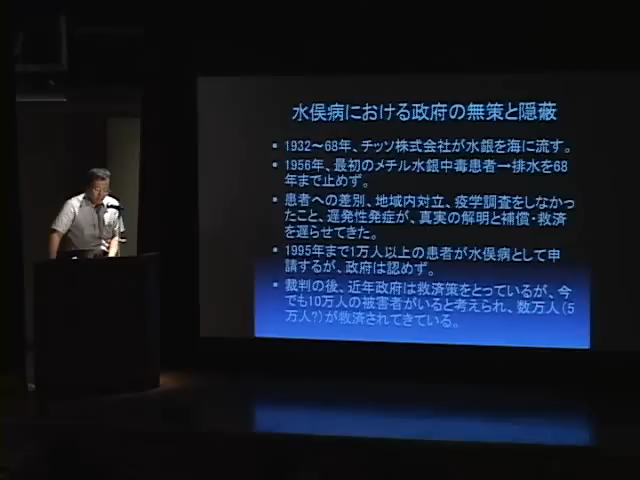 水俣病における政府の無策と隠蔽
• 1932～68年、チッソ株式会社が水銀を海に流す。
• 1956年、最初のメチル水銀中毒患者→排水を68
年まで止めず。
• 患者への差別、地域内対立、疫学調査をしなかっ
たこと、遅発性発症が、真実の解明と補償・救済
を遅らせてきた。
• 1995年まで1万人以上の患者が水俣病として申
請するが、政府は認めず。
• 裁判の後、近年政府は救済策をとっているが、今
でも10万人の被害者がいると考えられ、数万人（5
万人?)が救済されてきている。